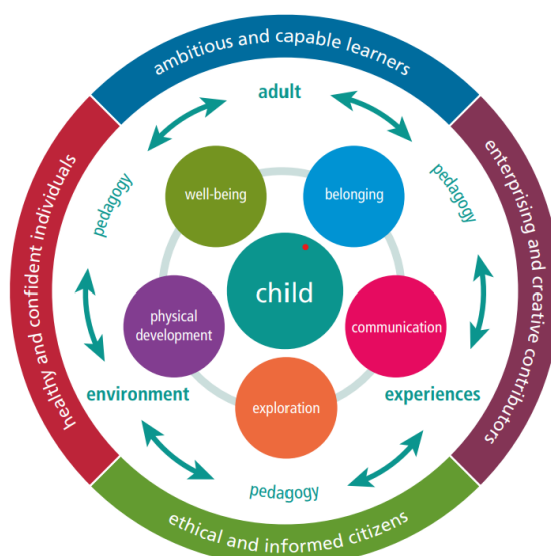 ambitious and capable learners
adult
healthy and confident individuals
enterprising and creative contributors
pedagogy
pedagogy
well-being
belonging
child
physical
development
communication
environment
experiences
exploration
pedagogy
ethical and informed citizens